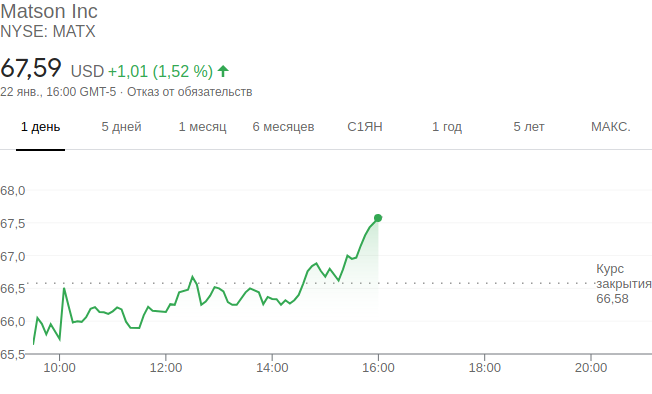 Matson Inc
NYSE: MATX
67,59 USD +1,01 (1,52 %)
22 янв., 16:00 GMT-5 · Отказ от обязательств
1 день 5 дней 1 месяц 6 месяцев С1ЯН 1 год 5 лет МАКС.
68,0
67,5
67,0
66,5
66,0
65,5
Курс
закрытия
66,58
10:00 12:00 14:00 16:00 18:00 20:00